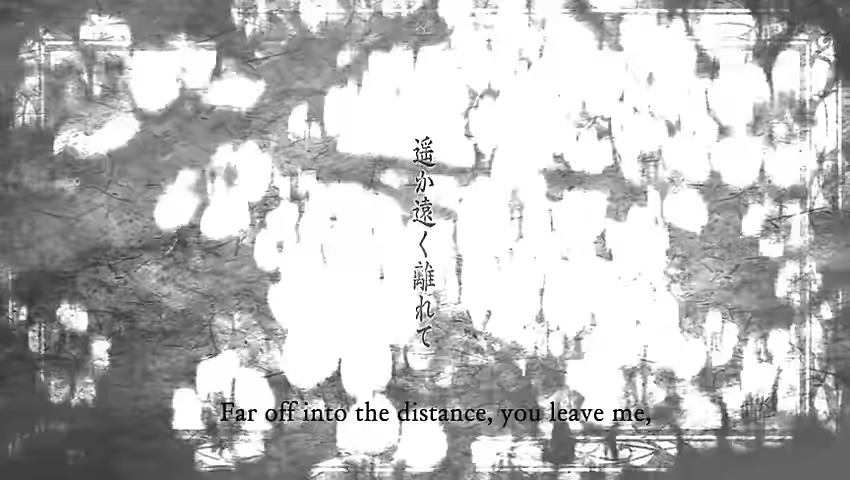 遥か遠く離れて
Far off into the distance, you leave me,